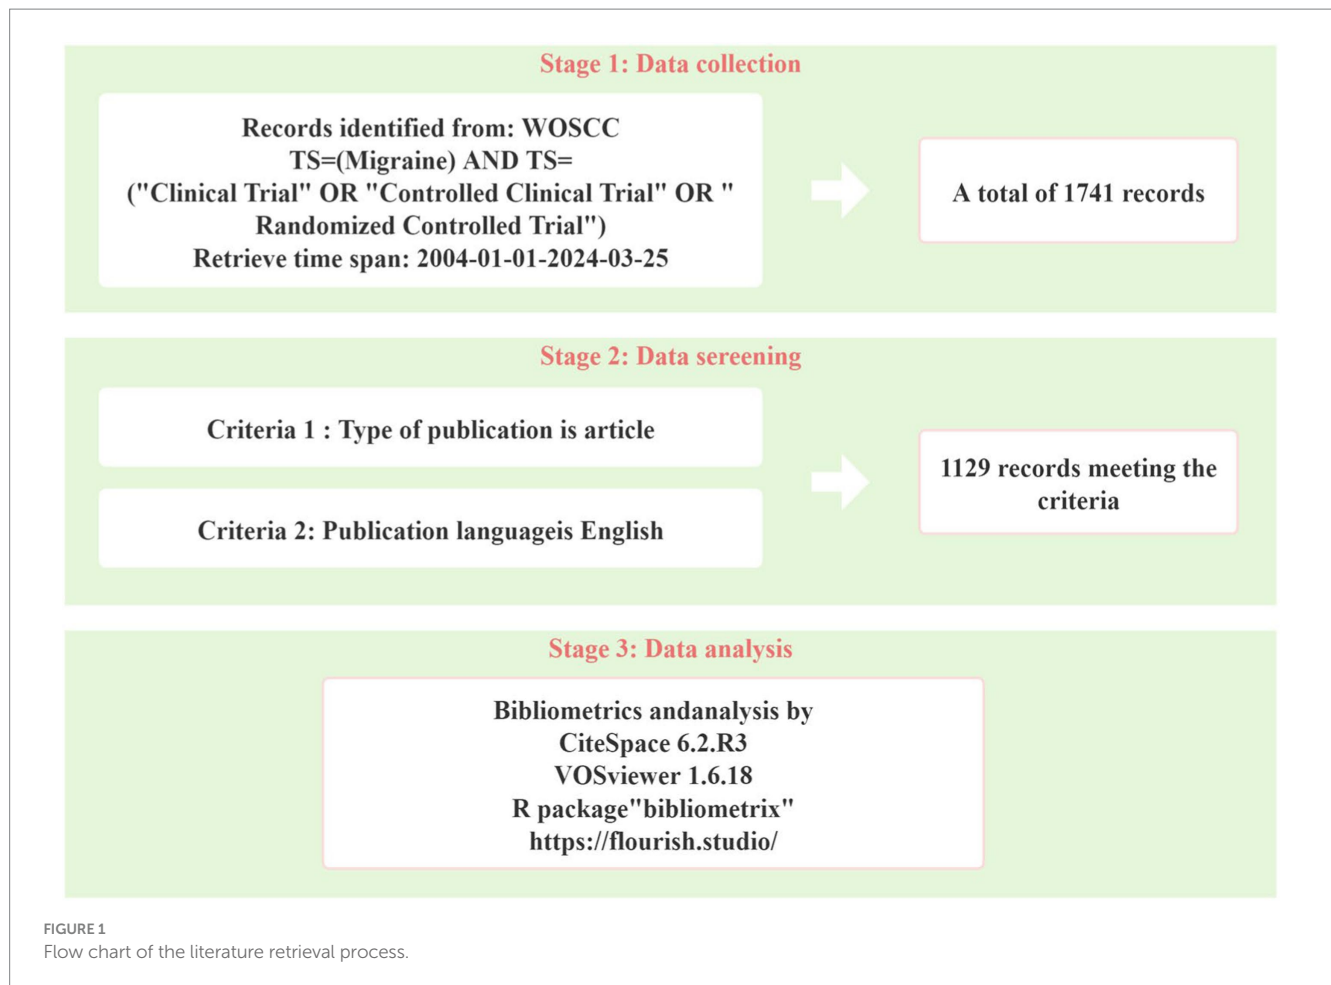 Stage 1: Data collection
Records identified from: WOSCC
TS=(Migraine) AND TS=
("Clinical Trial" OR "Controlled Clinical Trial" OR "
Randomized Controlled Trial")
Retrieve time span: 2004-01-01-2024-03-25
A total of 1741 records
Stage 2: Data sereening
Criteria 1 : Type of publication is article
Criteria 2: Publication languageis English
1129 records meeting the
criteria
Stage 3: Data analysis
Bibliometrics andanalysis by
CiteSpace 6.2.R3
VOSviewer 1.6.18
R package"bibliometrix"
https://flourish.studio/
FIGURE 1
Flow chart of the literature retrieval process.